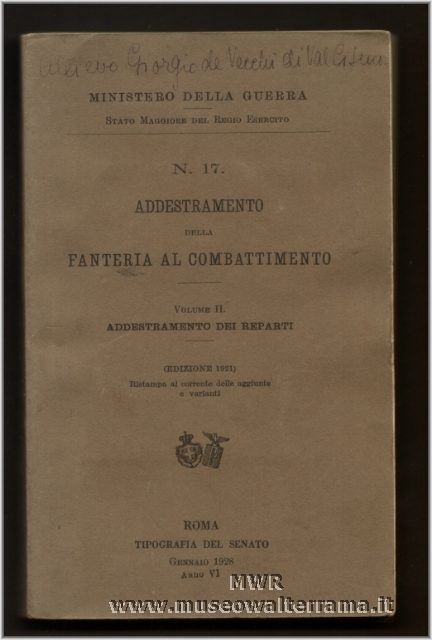 Allievo Giorgio de Vecchi di Val Cismon
MINISTERO DELLA GUERRA
STATO MAGGIORE DEL REGIO ESERCITO
N. 17.
ADDESTRAMENTO
DELLA
FANTERIA AL COMBATTIMENTO
VOLUME II.
ADDESTRAMENTO DEI REPARTI
(EDIZIONE 1921)
Ristampa al corrente delle aggiunte
e varianti
ROMA
TIPOGRAFIA DEL SENATO
GENNAIO 1928
ANNO VI
MWR
www.museowalterrama.it